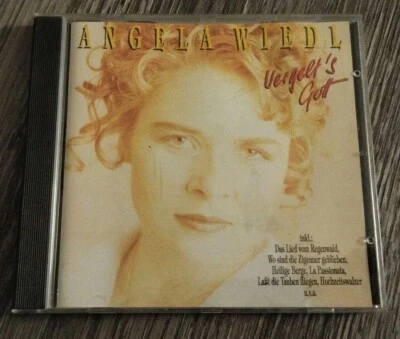 ANGELA WIEDL
Vergelt's
Gott
inkl.:
Das Lied vom Regenwald,
Wo sind die Zigeuner geblieben,
Heilige Berge, La Passionata,
Laßt die Tauben fliegen, Hochzeitswalzer
u.v.a.